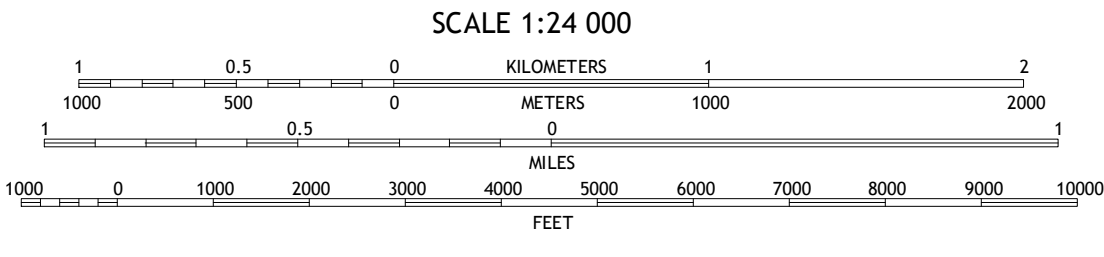 SCALE 1:24 000
1 0.5 0 KILOMETERS 1 2
1000 500 0 METERS 1000 2000
1 0.5 0 1
MILES
1000 0 1000 2000 3000 4000 5000 6000 7000 8000 9000 10000
FEET